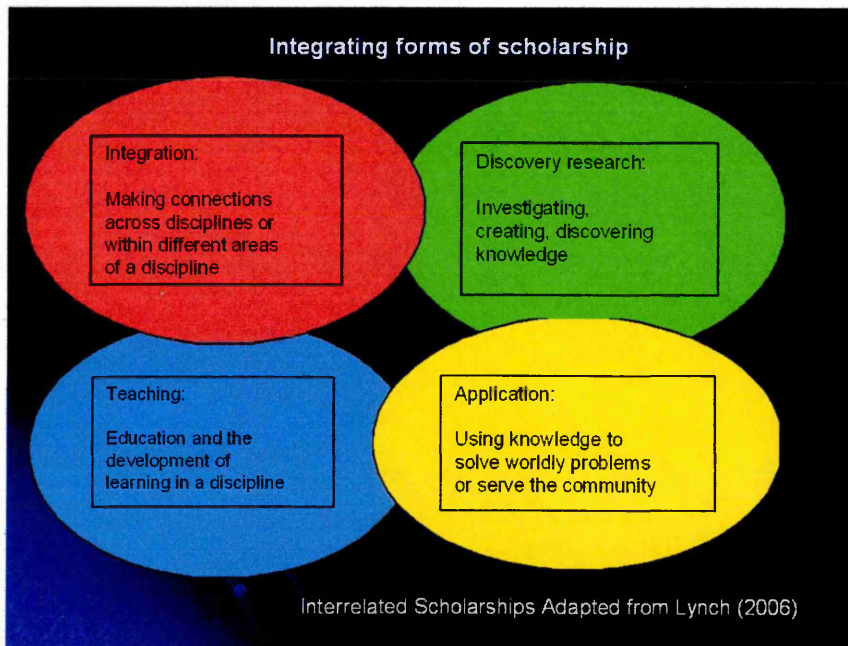 Integrating forms of scholarship
Integration:
Making connections
across disciplines or
within different areas
of a discipline
Discovery research:
Investigating,
creating, discovering
knowledge
Teaching:
Education and the
development of
learning in a discipline
Application:
Using knowledge to
solve worldly problems
or serve the community
Interrelated Scholarships Adapted from Lynch (2006)